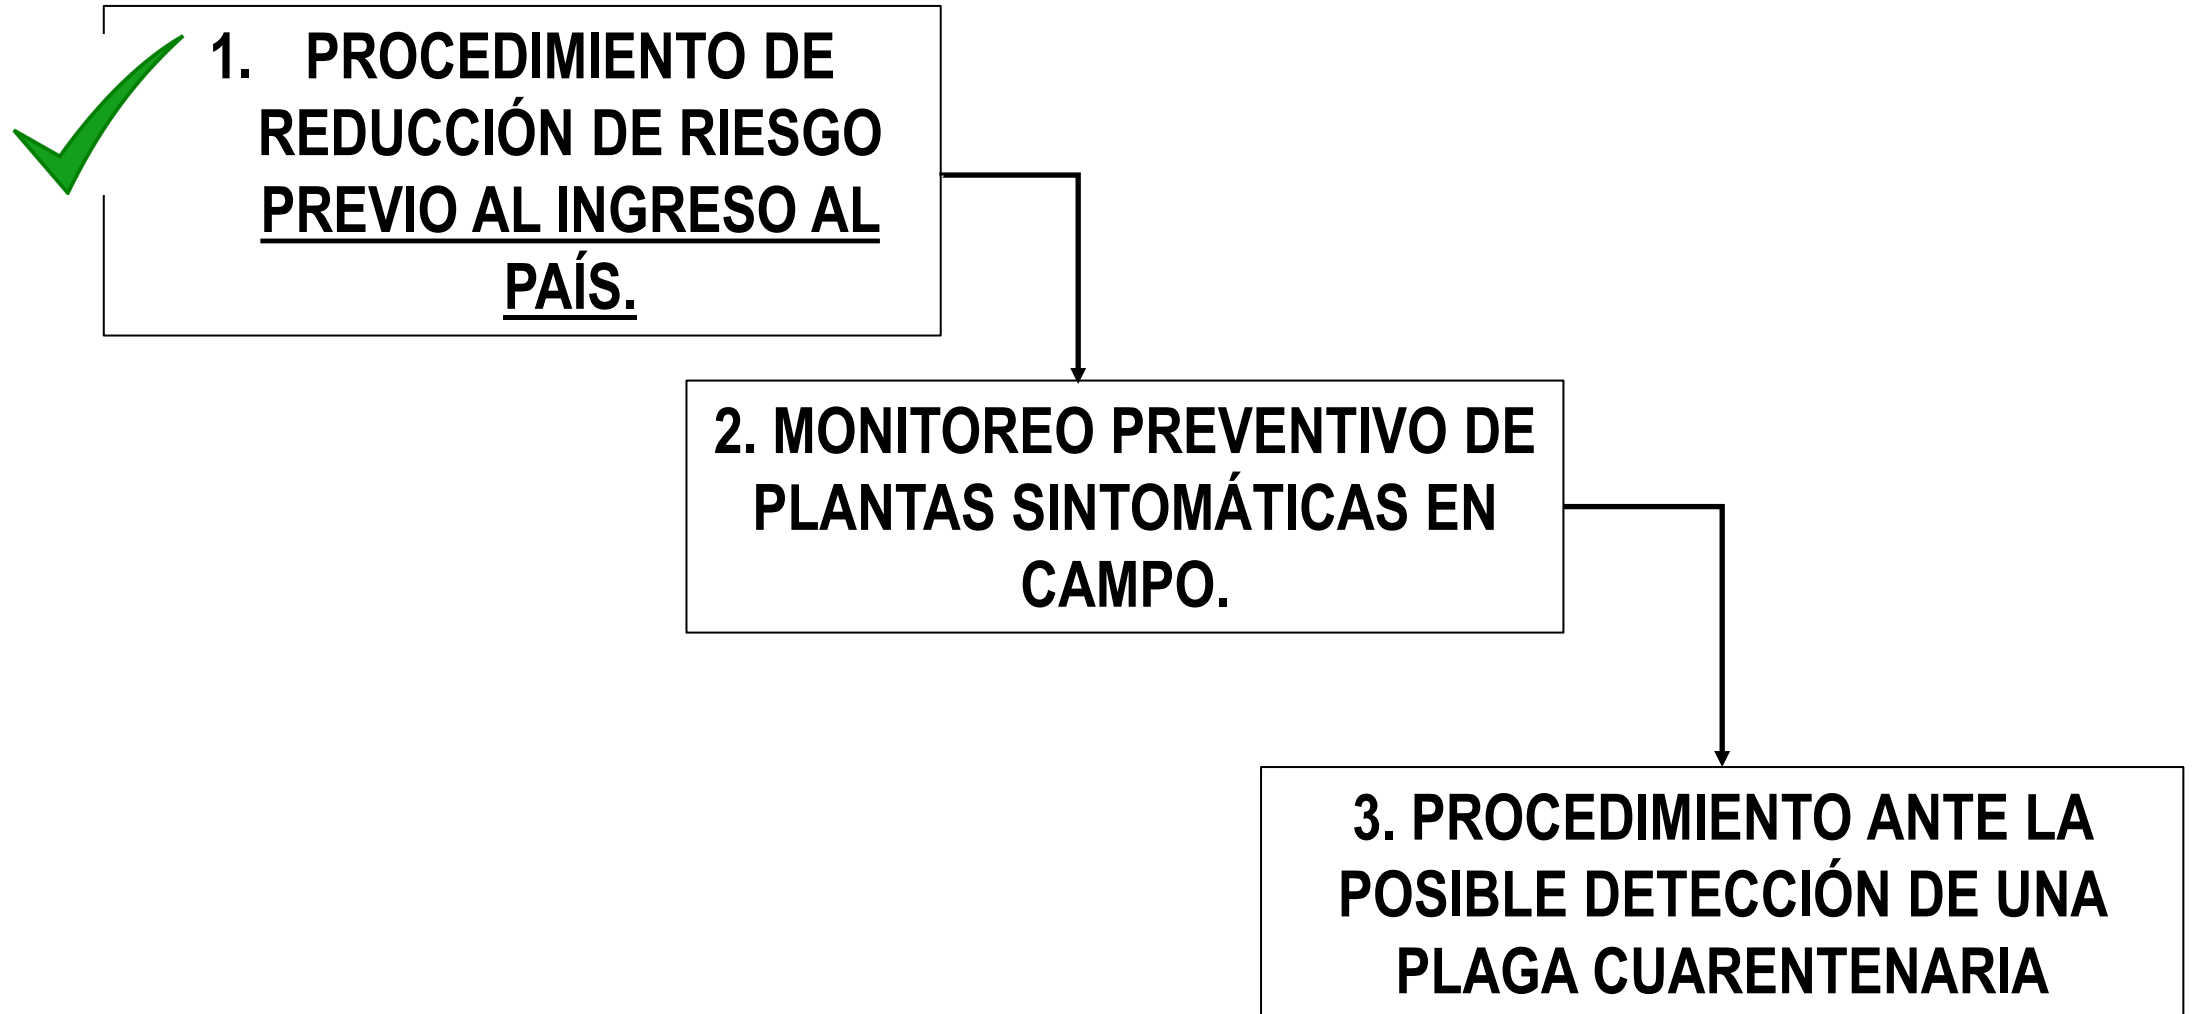 1. PROCEDIMIENTO DE
REDUCCIÓN DE RIESGO
PREVIO AL INGRESO AL
PAÍS.
2. MONITOREO PREVENTIVO DE
PLANTAS SINTOMÁTICAS EN
CAMPO.
3. PROCEDIMIENTO ANTE LA
POSIBLE DETECCIÓN DE UNA
PLAGA CUARENTENARIA